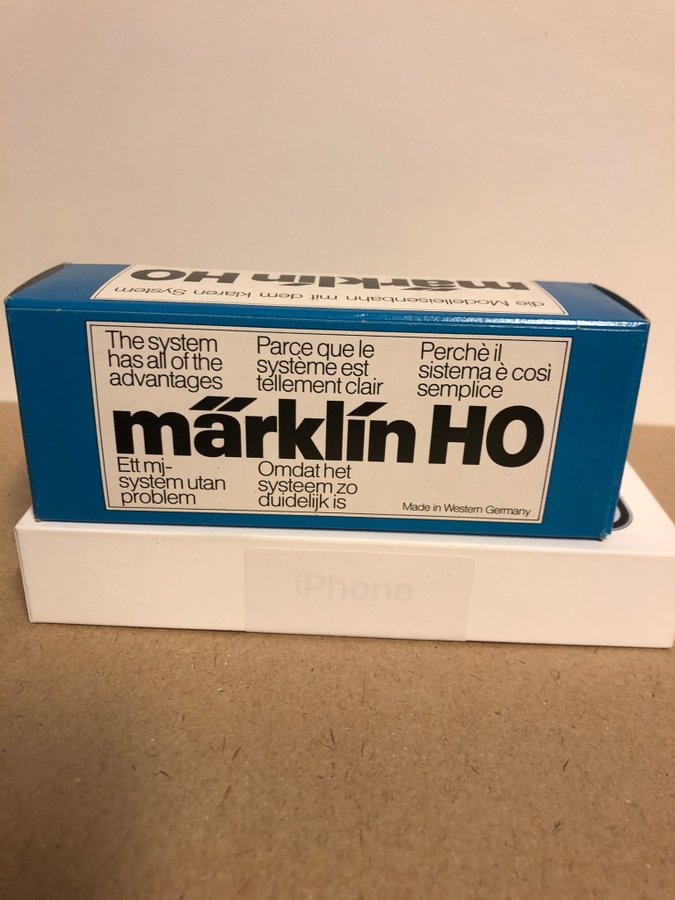 märklin HO
die Modelleisenbahn mit dem klaren System
The system
has all of the
advantages
Parce que le
système est
tellement clair
Perchè il
sistema è così
semplice
märklin HO
Ett mj-
system utan
problem
Omdat het
systeem zo
duidelijk is
Made in Western Germany
iPhone